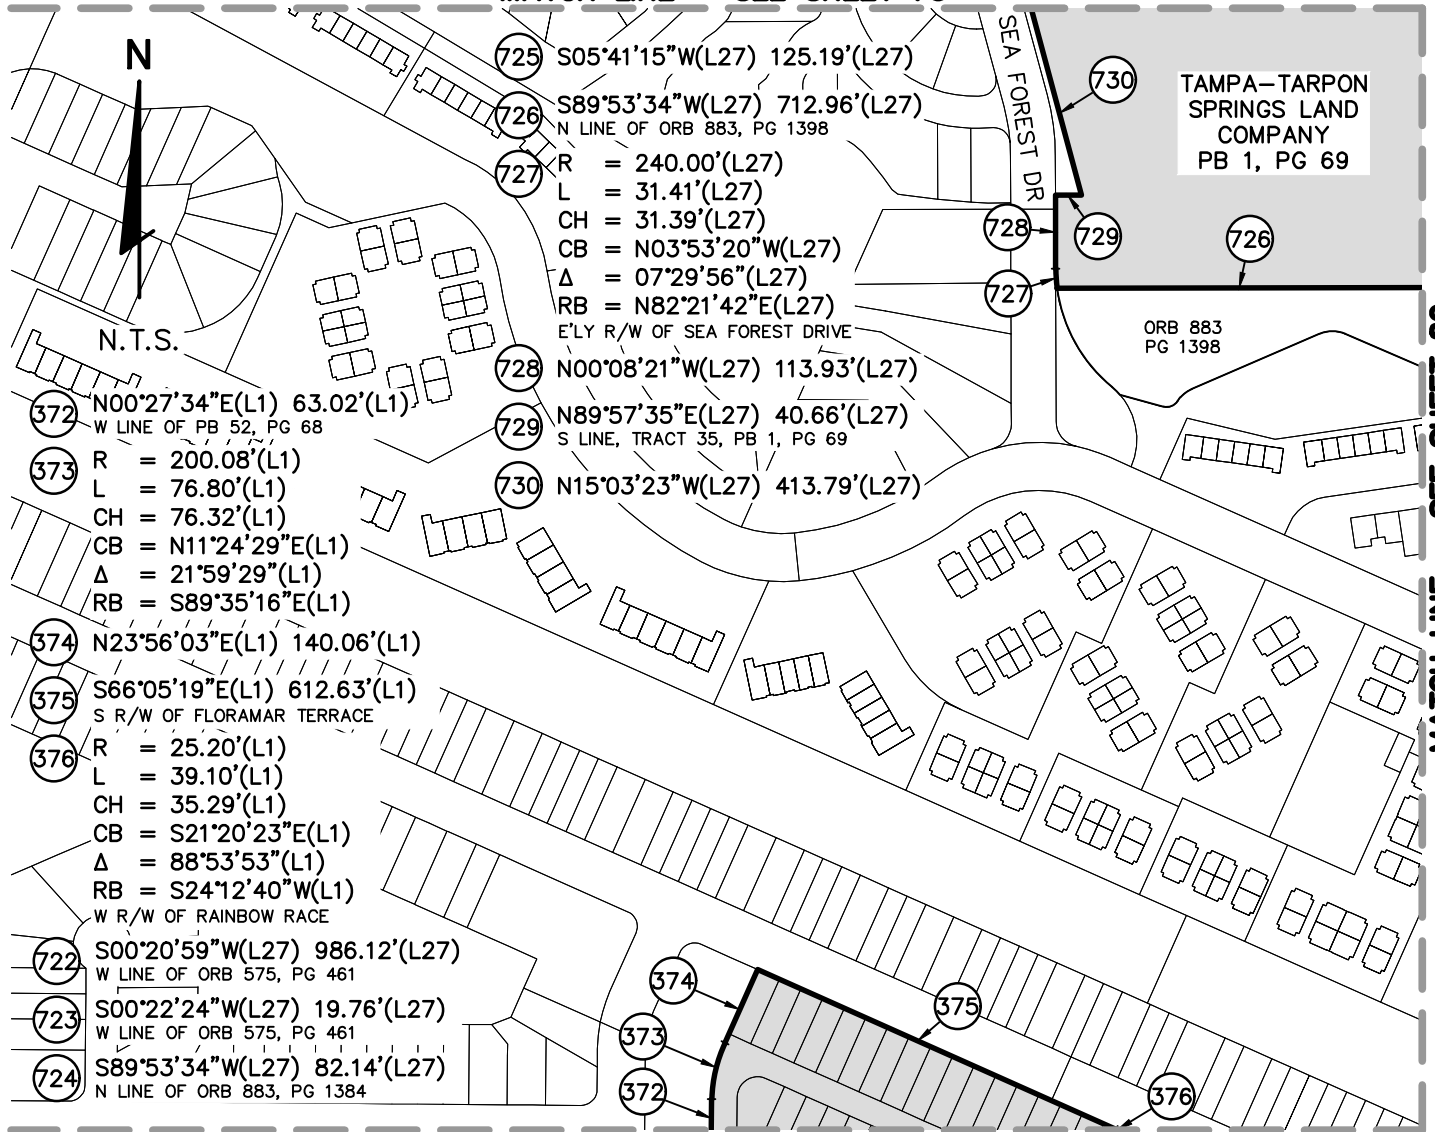 N
N.T.S.
372 N00°27'34"E(L1) 63.02'(L1)
W LINE OF PB 52, PG 68
373 R = 200.08'(L1)
L = 76.80'(L1)
CH = 76.32'(L1)
CB = N11°24'29"E(L1)
Δ = 21°59'29"(L1)
RB = S89°35'16"E(L1)
374 N23°56'03"E(L1) 140.06'(L1)
375 S66°05'19"E(L1) 612.63'(L1)
S R/W OF FLORAMAR TERRACE
376 R = 25.20'(L1)
L = 39.10'(L1)
CH = 35.29'(L1)
CB = S21°20'23"E(L1)
Δ = 88°53'53"(L1)
RB = S24°12'40"W(L1)
W R/W OF RAINBOW RACE
722 S00°20'59"W(L27) 986.12'(L27)
W LINE OF ORB 575, PG 461
723 S00°22'24"W(L27) 19.76'(L27)
W LINE OF ORB 575, PG 461
724 S89°53'34"W(L27) 82.14'(L27)
N LINE OF ORB 883, PG 1384
725 S05°41'15"W(L27) 125.19'(L27)
726 S89°53'34"W(L27) 712.96'(L27)
N LINE OF ORB 883, PG 1398
727 R = 240.00'(L27)
L = 31.41'(L27)
CH = 31.39'(L27)
CB = N03°53'20"W(L27)
Δ = 07°29'56"(L27)
RB = N82°21'42"E(L27)
E'LY R/W OF SEA FOREST DRIVE
728 N00°08'21"W(L27) 113.93'(L27)
729 N89°57'35"E(L27) 40.66'(L27)
S LINE, TRACT 35, PB 1, PG 69
730 N15°03'23"W(L27) 413.79'(L27)
SEA FOREST DR
730
TAMPA-TARPON
SPRINGS LAND
COMPANY
PB 1, PG 69
728
729
726
727
ORB 883
PG 1398
374
375
373
372
376